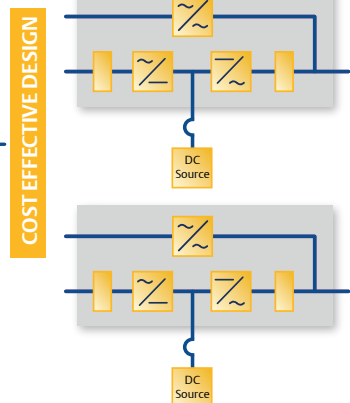 COST EFFECTIVE DESIGN
DC
Source
DC
Source